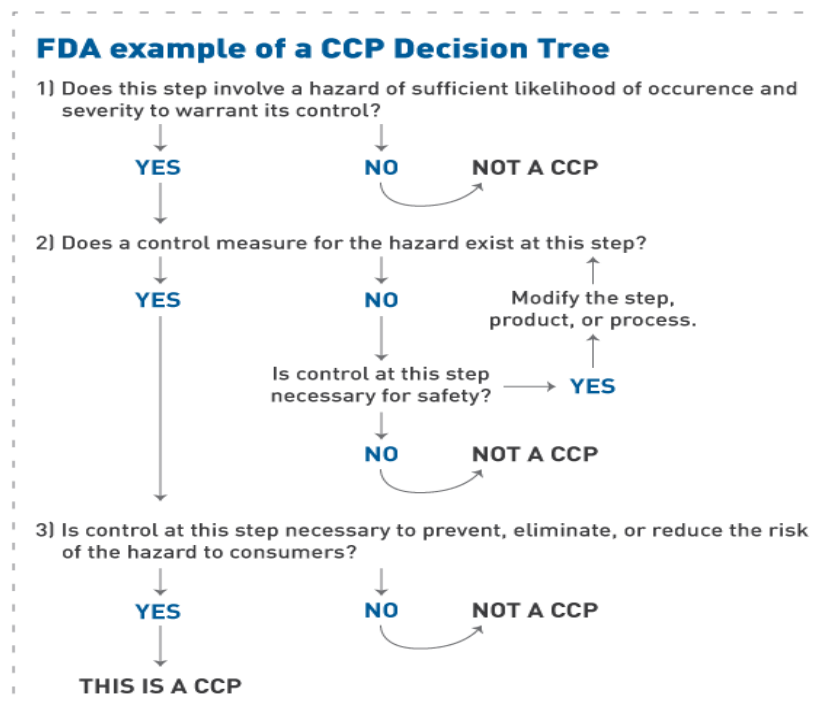 FDA example of a CCP Decision Tree
1) Does this step involve a hazard of sufficient likelihood of occurence and
severity to warrant its control?
YES NO NOT A CCP
2) Does a control measure for the hazard exist at this step?
YES NO Modify the step,
product, or process.
Is control at this step
necessary for safety? YES
NO NOT A CCP
3) Is control at this step necessary to prevent, eliminate, or reduce the risk
of the hazard to consumers?
YES NO NOT A CCP
THIS IS A CCP